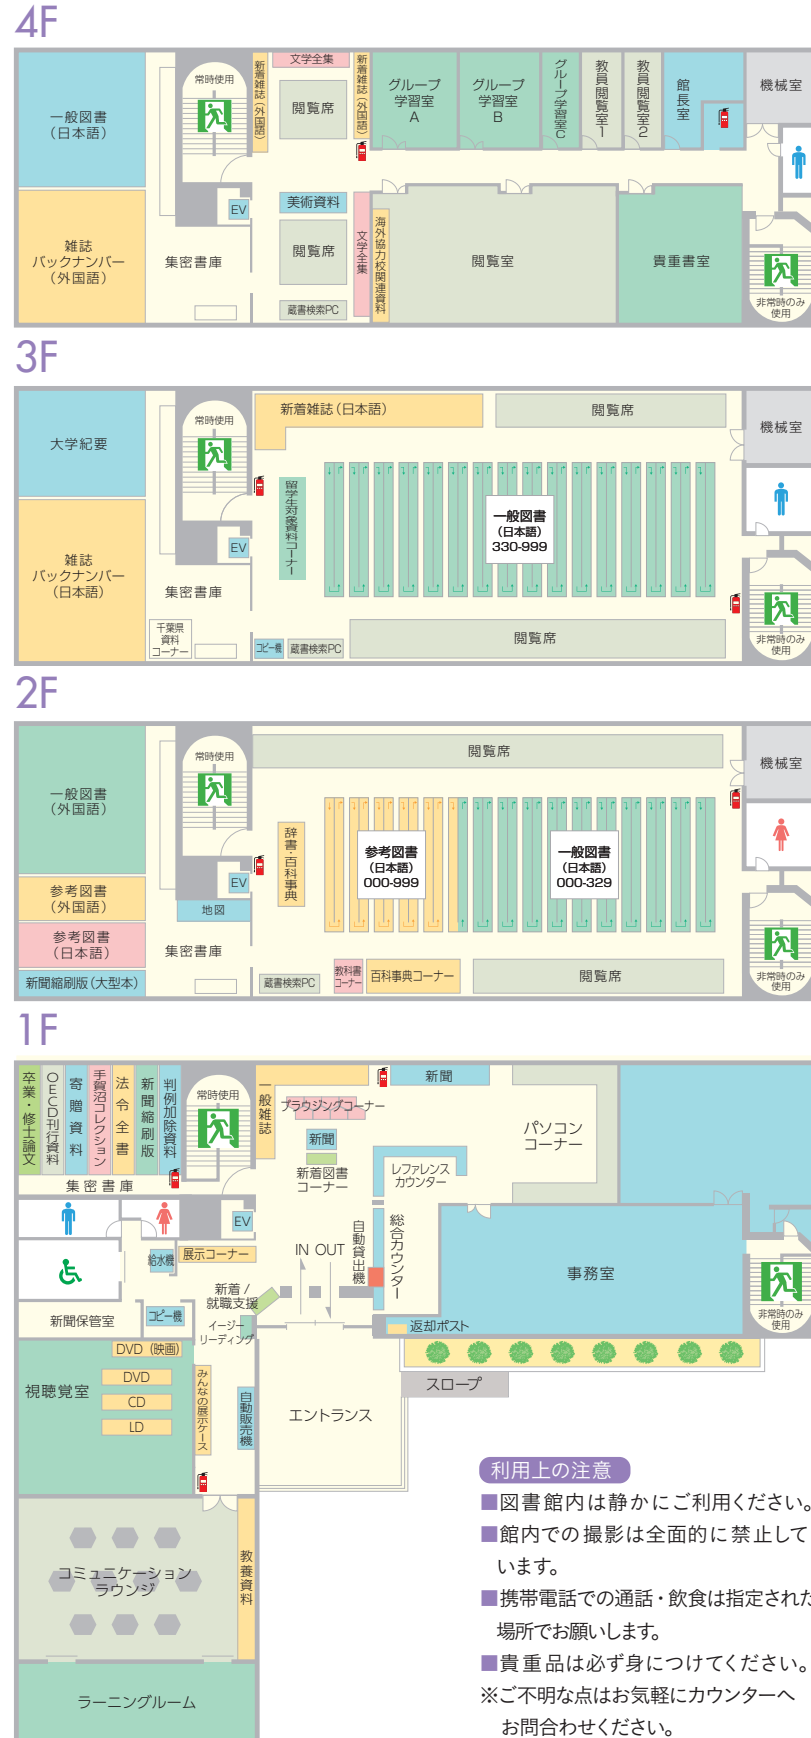 4F
一般図書
（日本語）
雑誌
バックナンバー
（外国語）
常時使用
EV
集密書庫
新着雑誌（外国語）
文学全集
新着雑誌（外国語）
閲覧席
美術資料
閲覧席
蔵書検索PC
文学全集
海外協力校関連資料
グループ
学習室
A
グループ
学習室
B
グループ学習室C
教員閲覧室1
教員閲覧室2
館長室
機械室
閲覧室
貴重書室
非常時のみ
使用
3F
大学紀要
雑誌
バックナンバー
（日本語）
常時使用
EV
集密書庫
千葉県
資料
コーナー
新着雑誌（日本語）
閲覧席
留学生対象資料コーナー
一般図書
（日本語）
330-999
コピー機
蔵書検索PC
閲覧席
機械室
非常時のみ
使用
2F
一般図書
（外国語）
参考図書
（外国語）
参考図書
（日本語）
新聞縮刷版（大型本）
常時使用
EV
地図
集密書庫
閲覧席
辞書・百科事典
参考図書
（日本語）
000-999
一般図書
（日本語）
000-329
蔵書検索PC
教科書
コーナー
百科事典コーナー
閲覧席
機械室
非常時のみ
使用
1F
卒業・修士論文
OECD刊行資料
寄贈資料
手賀沼コレクション
法令全書
新聞縮刷版
判例加除資料
集密書庫
常時使用
EV
一般雑誌
新聞
ブラウジングコーナー
新聞
新着図書
コーナー
レファレンス
カウンター
パソコン
コーナー
給水機
展示コーナー
IN OUT
自動貸出機
総合カウンター
事務室
新着/
就職支援
新聞保管室
コピー機
イージー
リーディング
返却ポスト
非常時のみ
使用
視聴覚室
DVD（映画）
DVD
CD
LD
みんなの展示ケース
自動販売機
エントランス
スロープ
コミュニケーション
ラウンジ
教養資料
ラーニングルーム
利用上の注意
■図書館内は静かにご利用ください。
■館内での撮影は全面的に禁止して
います。
■携帯電話での通話・飲食は指定された
場所でお願いします。
■貴重品は必ず身につけてください。
※ご不明な点はお気軽にカウンターへ
お問合わせください。